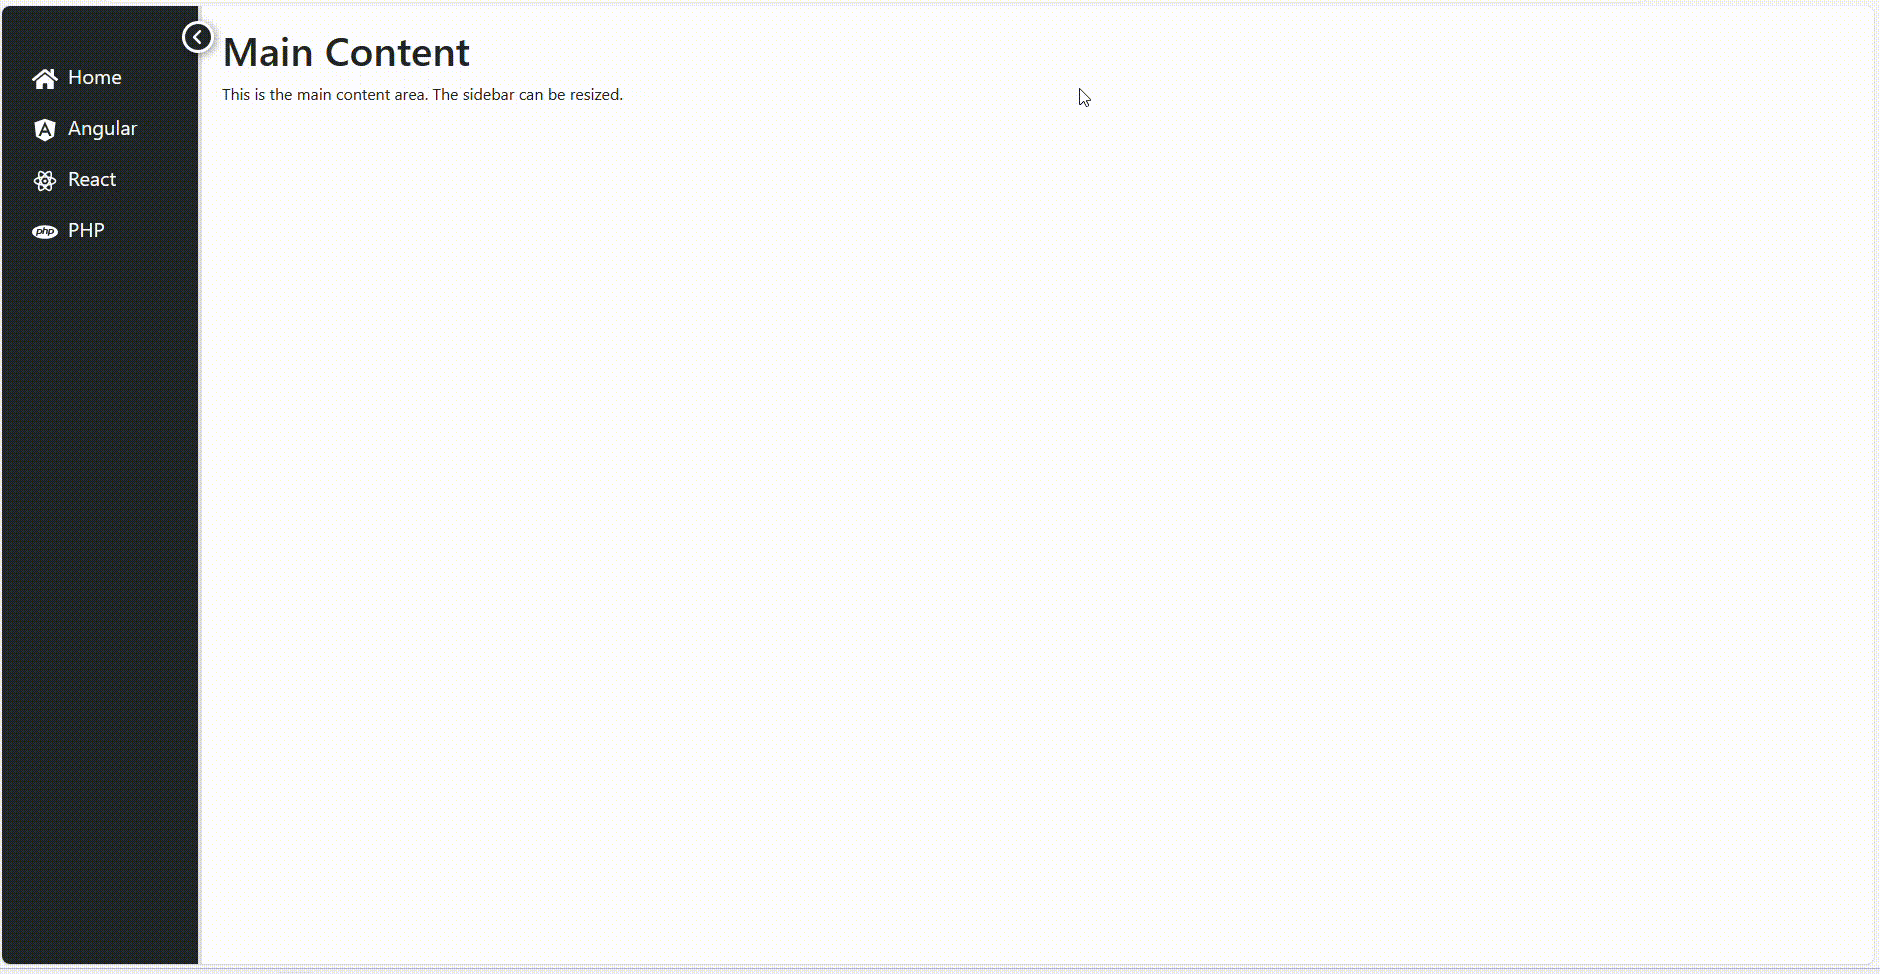 Main Content
This is the main content area. The sidebar can be resized.
Home
Angular
React
php PHP